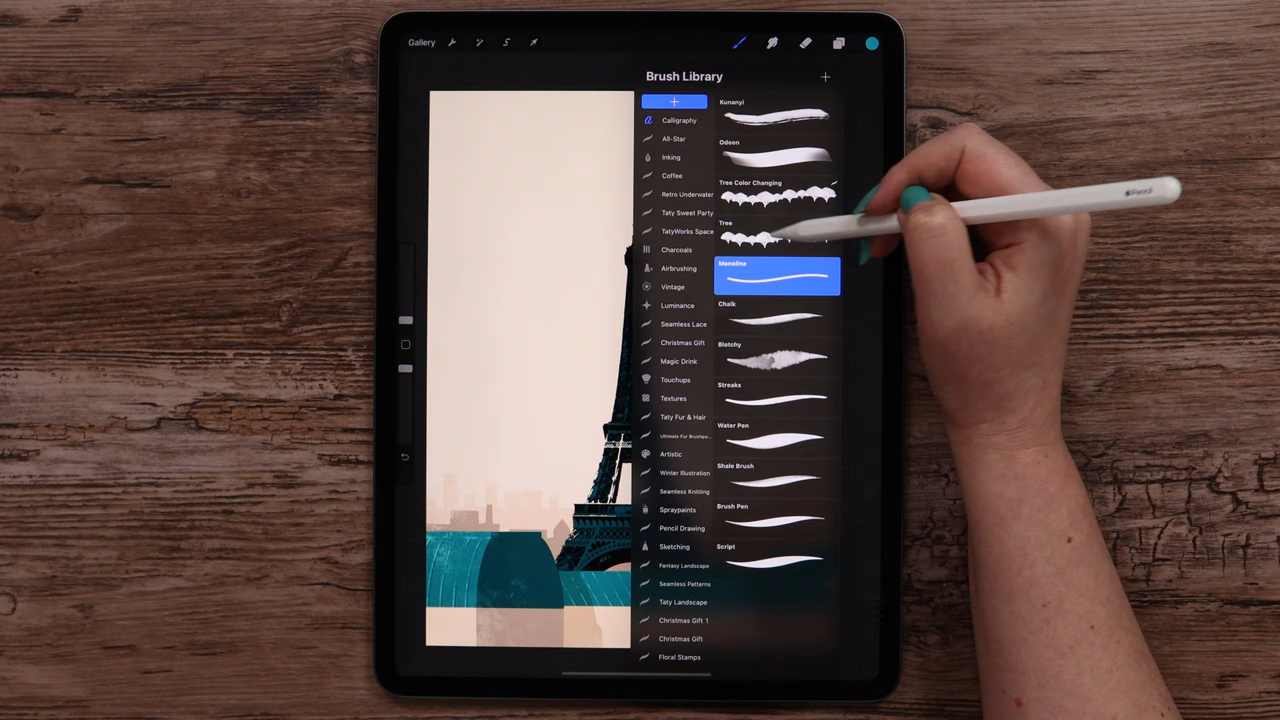 Gallery
Brush Library
Calligraphy
All-Star
Inking
Coffee
Retro Underwater
Taty Sweet Party
TatyWorks Space
Charcoals
Airbrushing
Vintage
Luminance
Seamless Lace
Christmas Gift
Magic Drink
Touchups
Textures
Taty Fur & Hair
Ultimate Fur Brushpa...
Artistic
Winter Illustration
Seamless Knitting
Spraypaints
Pencil Drawing
Sketching
Fantasy Landscape
Seamless Patterns
Taty Landscape
Christmas Gift 1
Christmas Gift
Floral Stamps
Kunanyi
Odeon
Tree Color Changing
Tree
Monoline
Chalk
Blotchy
Streaks
Water Pen
Shale Brush
Brush Pen
Script
Pencil